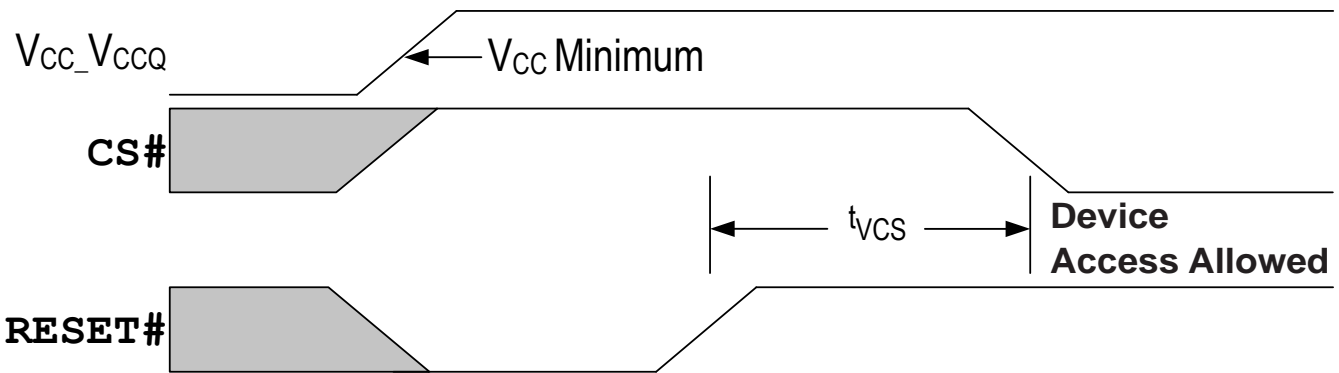 VCC_VCCQ
VCC Minimum
CS#
tVCS
Device
Access Allowed
RESET#